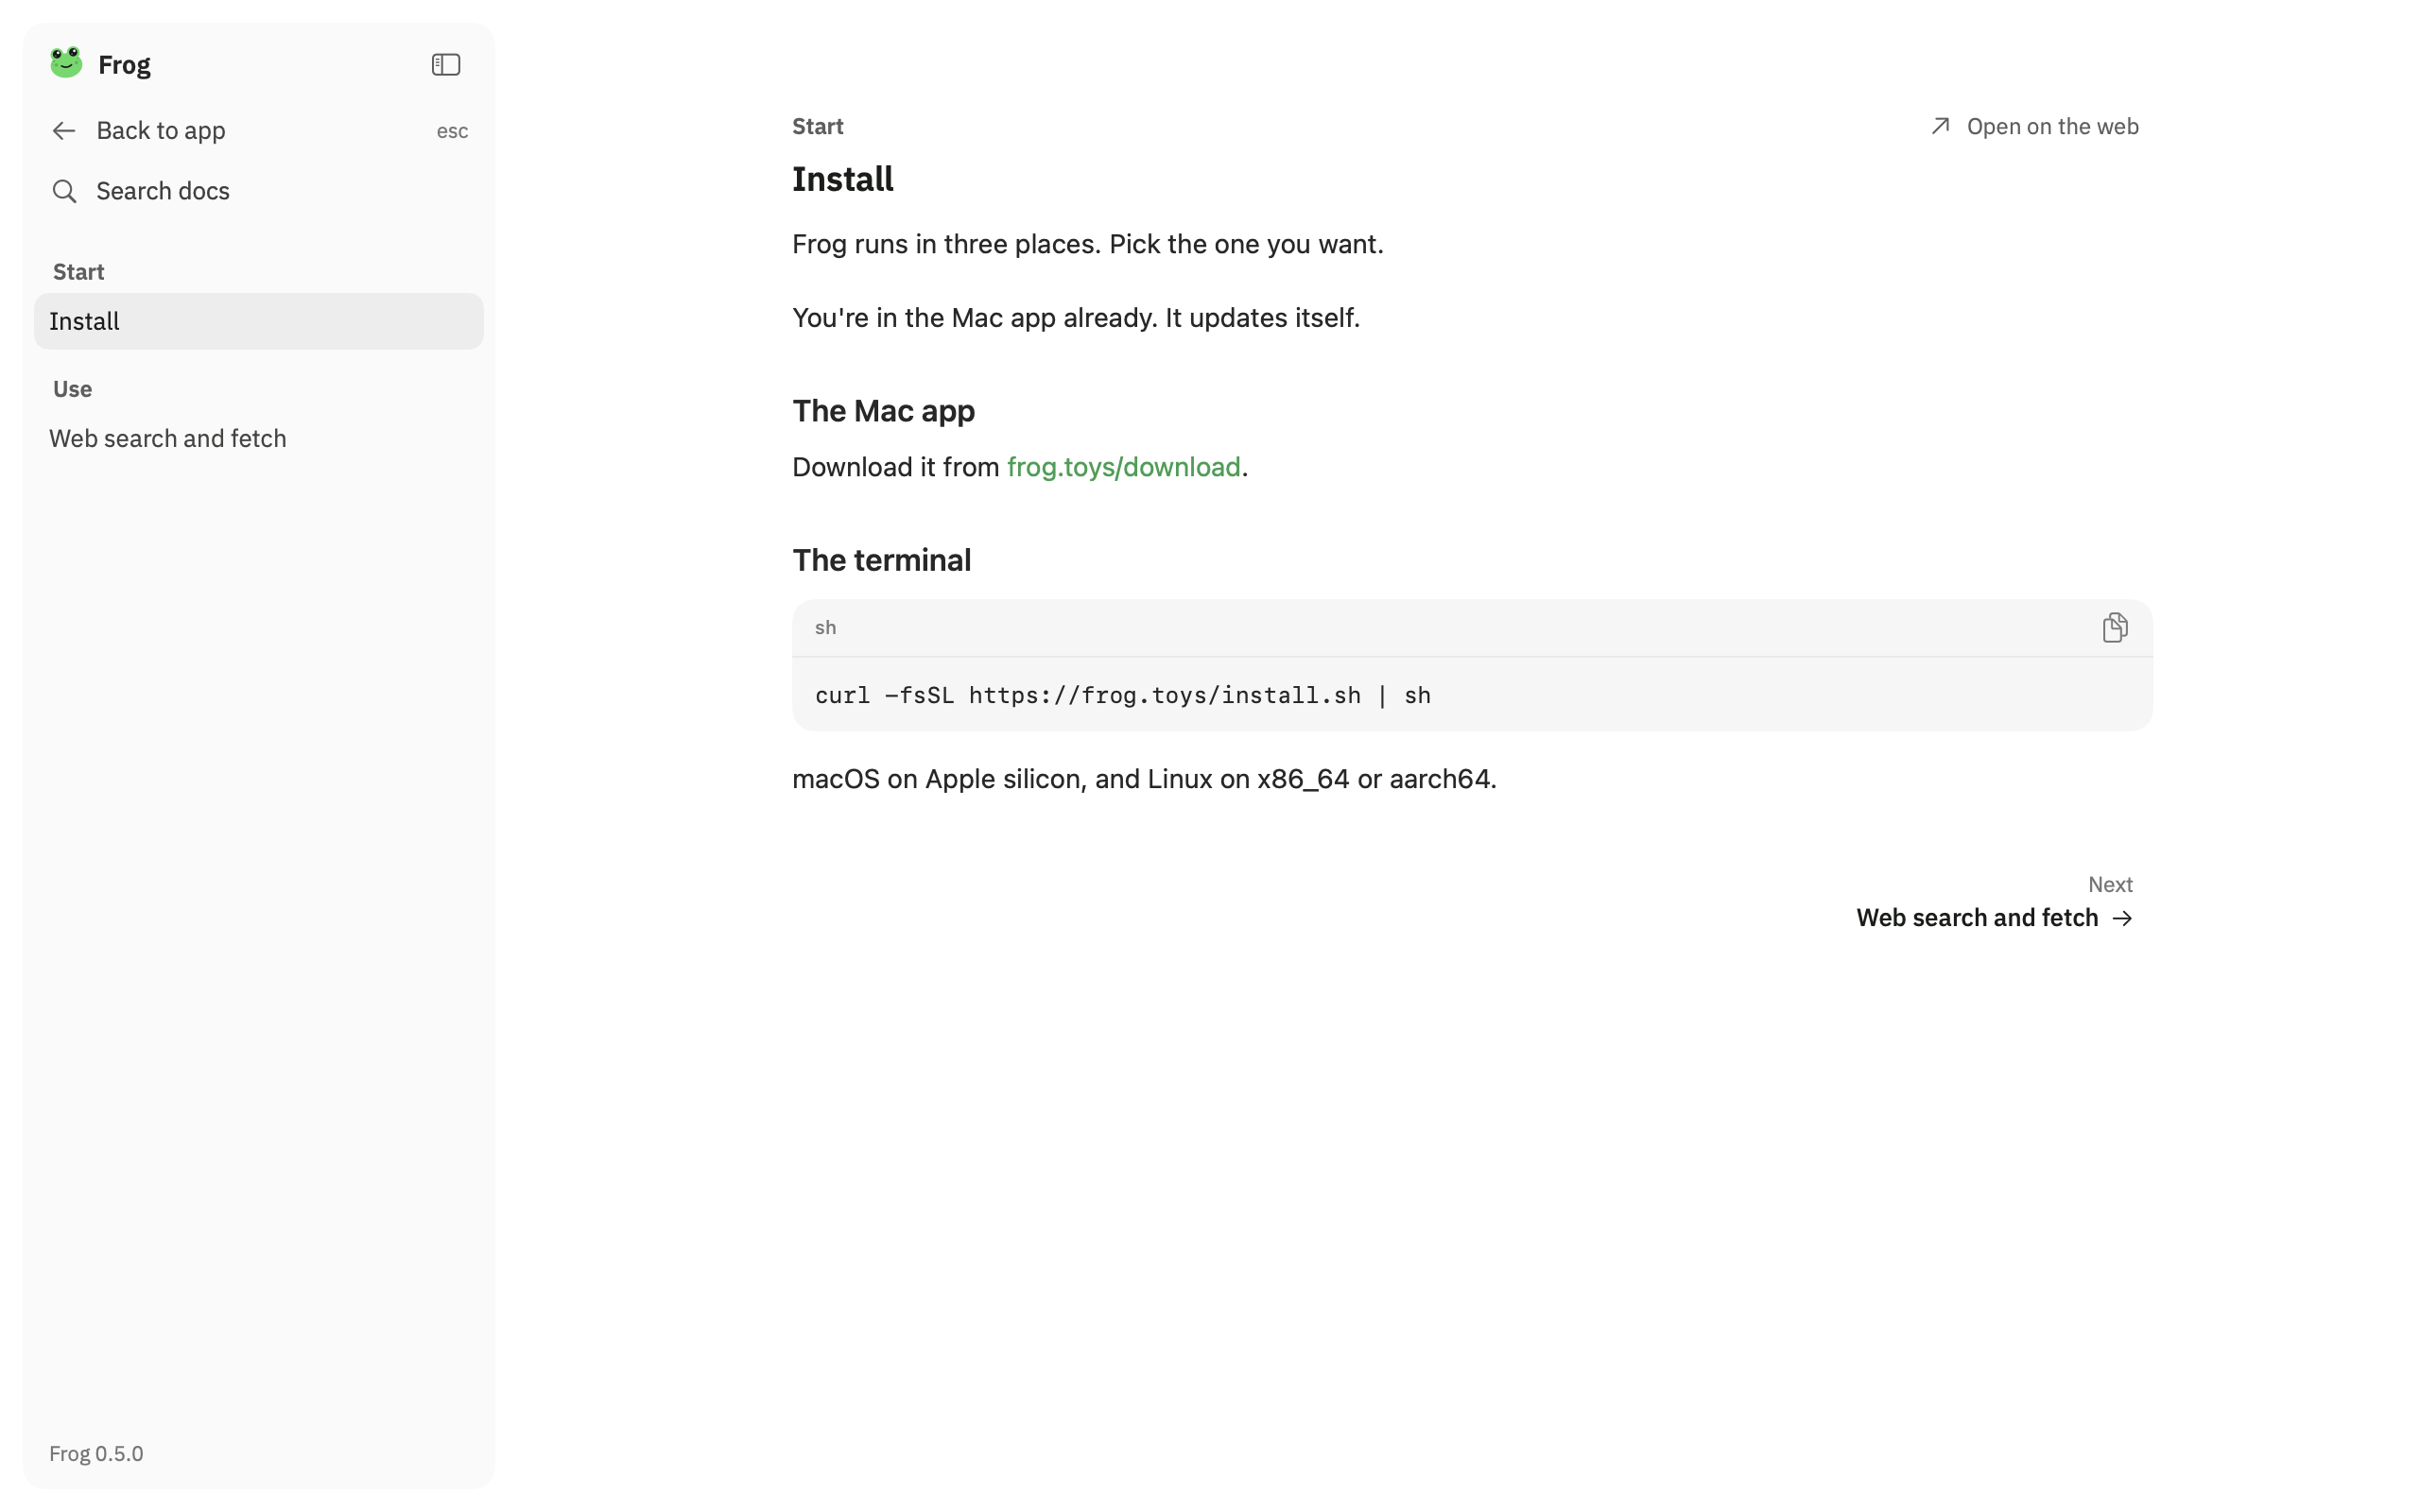 Frog
Back to app esc
Search docs
Start
Install
Use
Web search and fetch
Frog 0.5.0
Start
Open on the web
Install
Frog runs in three places. Pick the one you want.
You're in the Mac app already. It updates itself.
The Mac app
Download it from frog.toys/download.
The terminal
sh
curl -fsSL https://frog.toys/install.sh | sh
macOS on Apple silicon, and Linux on x86_64 or aarch64.
Next
Web search and fetch →